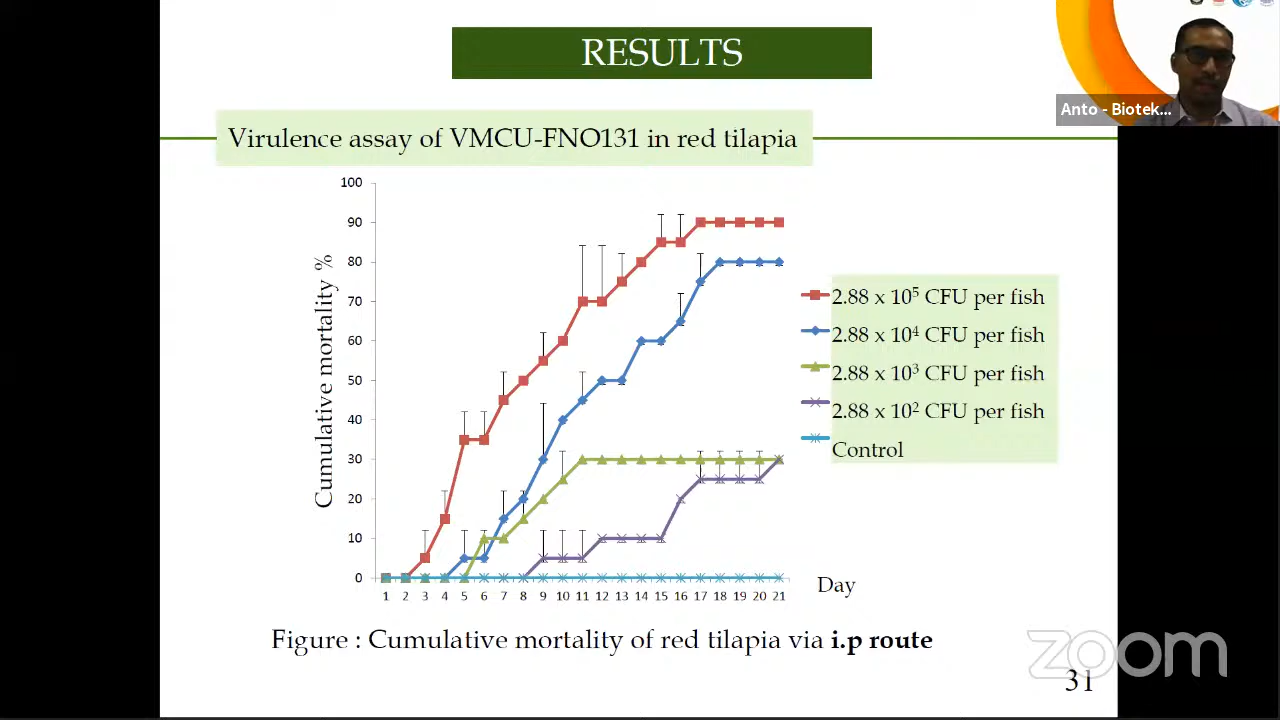 RESULTS
Anto - Biotek...
Virulence assay of VMCU-FNO131 in red tilapia
Cumulative mortality %
100
90
80
70
60
50
40
30
20
10
0
1 2 3 4 5 6 7 8 9 10 11 12 13 14 15 16 17 18 19 20 21
Day
2.88 x 10⁵ CFU per fish
2.88 x 10⁴ CFU per fish
2.88 x 10³ CFU per fish
2.88 x 10² CFU per fish
Control
Figure : Cumulative mortality of red tilapia via i.p route
zoom
31